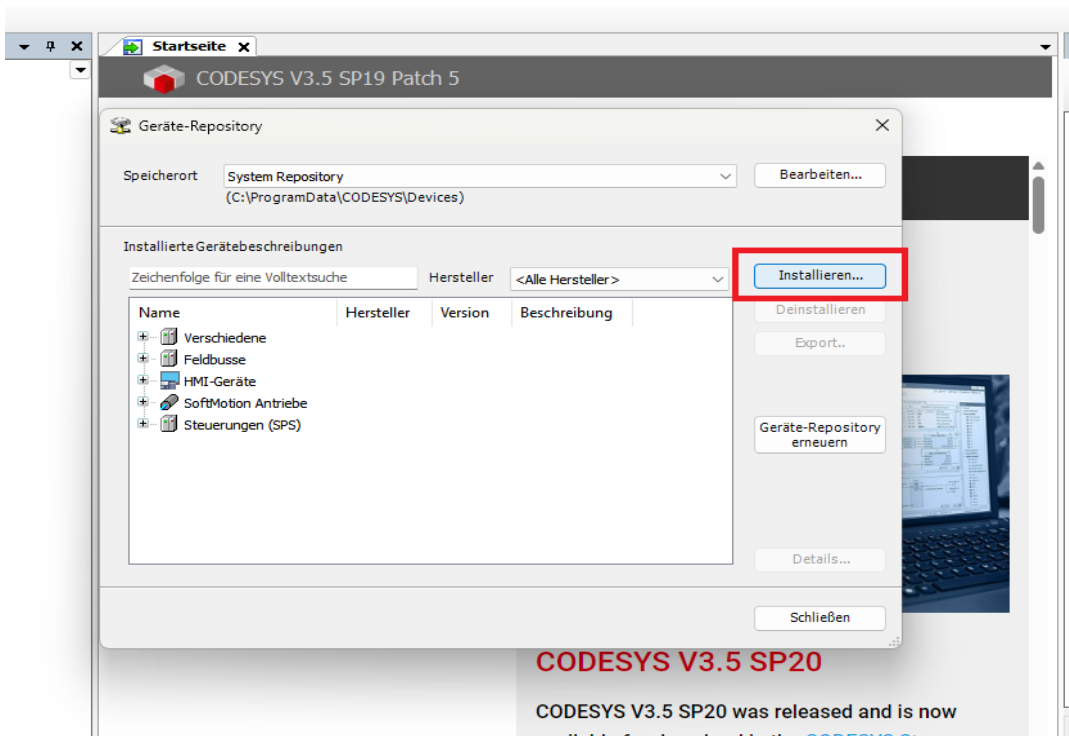 Startseite
CODESYS V3.5 SP19 Patch 5
Geräte-Repository
Speicherort System Repository Bearbeiten...
(C:\ProgramData\CODESYS\Devices)
Installierte Gerätebeschreibungen
Zeichenfolge für eine Volltextsuche Hersteller <Alle Hersteller> Installieren...
Name Hersteller Version Beschreibung Deinstallieren
Verschiedene
Feldbusse Export..
HMI-Geräte
SoftMotion Antriebe
Steuerungen (SPS) Geräte-Repository
erneuern
Details...
Schließen
CODESYS V3.5 SP20
CODESYS V3.5 SP20 was released and is now